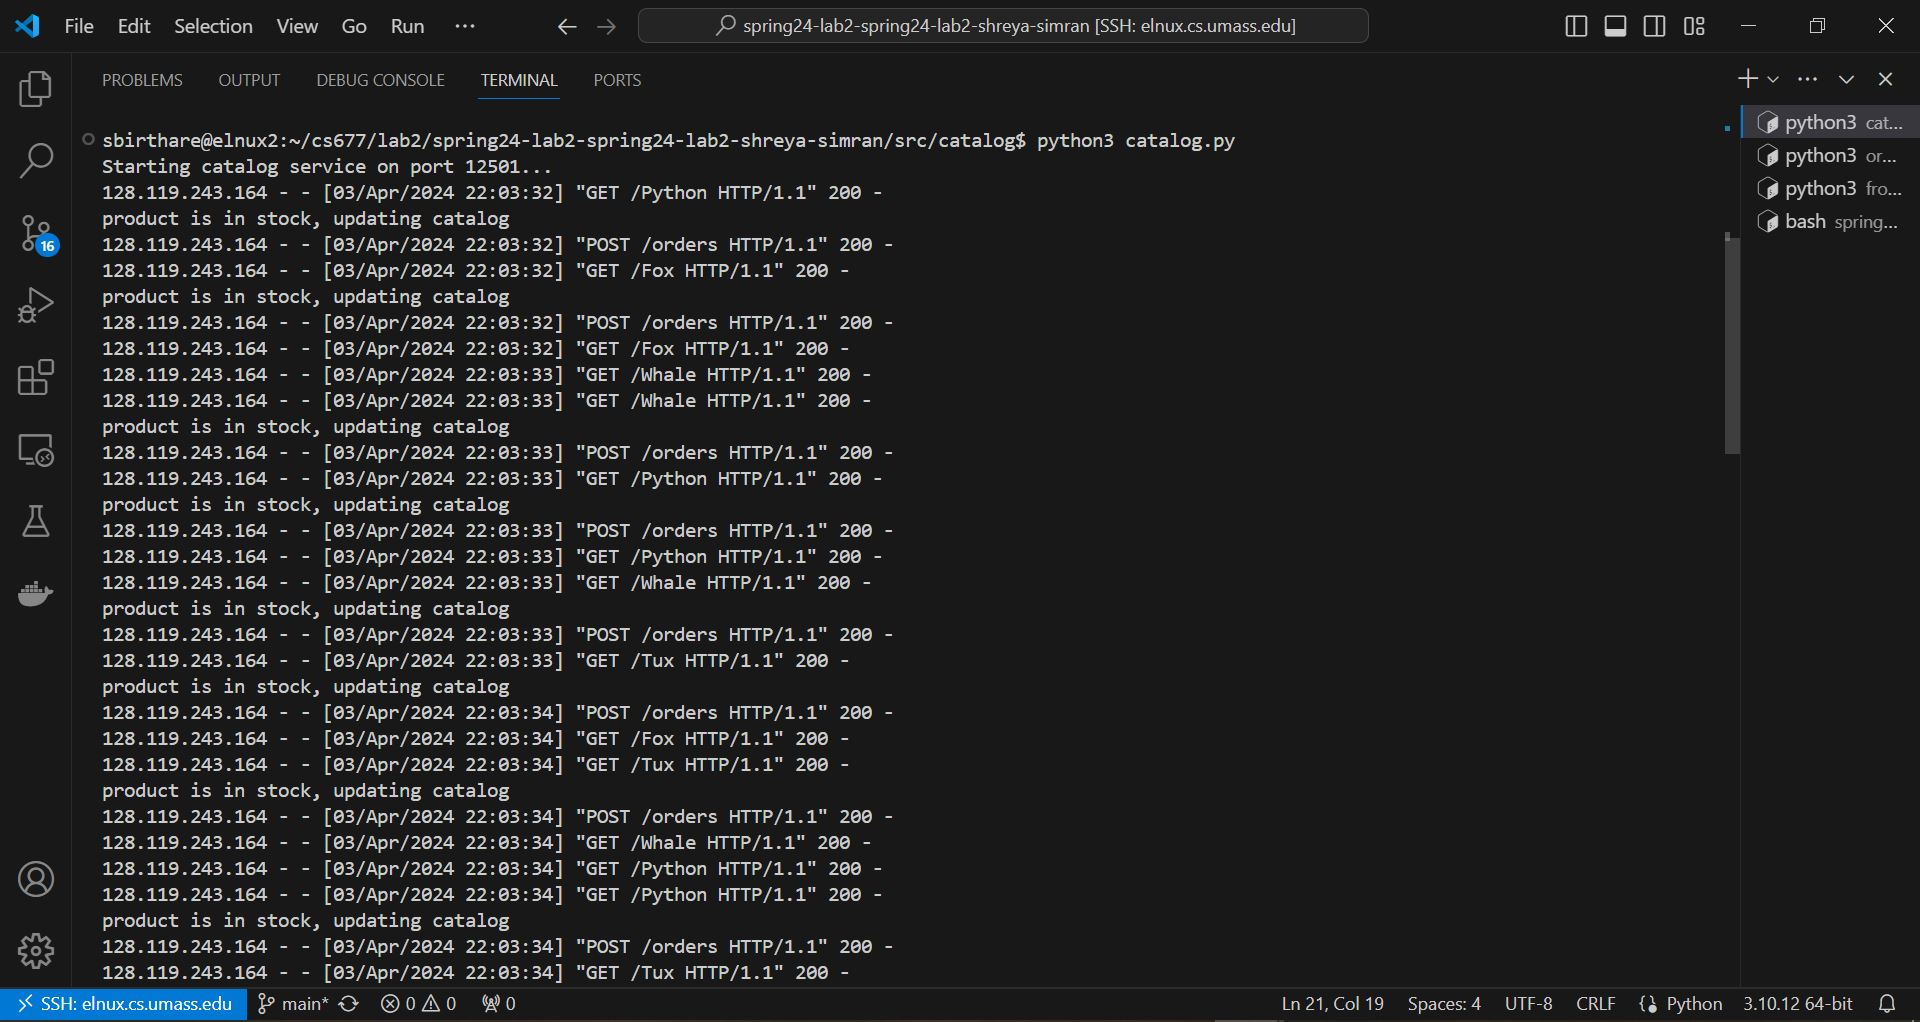 File Edit Selection View Go Run ··· spring24-lab2-spring24-lab2-shreya-simran [SSH: elnux.cs.umass.edu]
PROBLEMS OUTPUT DEBUG CONSOLE TERMINAL PORTS
sbirthare@elnux2:~/cs677/lab2/spring24-lab2-spring24-lab2-shreya-simran/src/catalog$ python3 catalog.py
Starting catalog service on port 12501...
128.119.243.164 - - [03/Apr/2024 22:03:32] "GET /Python HTTP/1.1" 200 -
product is in stock, updating catalog
128.119.243.164 - - [03/Apr/2024 22:03:32] "POST /orders HTTP/1.1" 200 -
128.119.243.164 - - [03/Apr/2024 22:03:32] "GET /Fox HTTP/1.1" 200 -
product is in stock, updating catalog
128.119.243.164 - - [03/Apr/2024 22:03:32] "POST /orders HTTP/1.1" 200 -
128.119.243.164 - - [03/Apr/2024 22:03:32] "GET /Fox HTTP/1.1" 200 -
128.119.243.164 - - [03/Apr/2024 22:03:33] "GET /Whale HTTP/1.1" 200 -
128.119.243.164 - - [03/Apr/2024 22:03:33] "GET /Whale HTTP/1.1" 200 -
product is in stock, updating catalog
128.119.243.164 - - [03/Apr/2024 22:03:33] "POST /orders HTTP/1.1" 200 -
128.119.243.164 - - [03/Apr/2024 22:03:33] "GET /Python HTTP/1.1" 200 -
product is in stock, updating catalog
128.119.243.164 - - [03/Apr/2024 22:03:33] "POST /orders HTTP/1.1" 200 -
128.119.243.164 - - [03/Apr/2024 22:03:33] "GET /Python HTTP/1.1" 200 -
128.119.243.164 - - [03/Apr/2024 22:03:33] "GET /Whale HTTP/1.1" 200 -
product is in stock, updating catalog
128.119.243.164 - - [03/Apr/2024 22:03:33] "POST /orders HTTP/1.1" 200 -
128.119.243.164 - - [03/Apr/2024 22:03:33] "GET /Tux HTTP/1.1" 200 -
product is in stock, updating catalog
128.119.243.164 - - [03/Apr/2024 22:03:34] "POST /orders HTTP/1.1" 200 -
128.119.243.164 - - [03/Apr/2024 22:03:34] "GET /Fox HTTP/1.1" 200 -
128.119.243.164 - - [03/Apr/2024 22:03:34] "GET /Tux HTTP/1.1" 200 -
product is in stock, updating catalog
128.119.243.164 - - [03/Apr/2024 22:03:34] "POST /orders HTTP/1.1" 200 -
128.119.243.164 - - [03/Apr/2024 22:03:34] "GET /Whale HTTP/1.1" 200 -
128.119.243.164 - - [03/Apr/2024 22:03:34] "GET /Python HTTP/1.1" 200 -
128.119.243.164 - - [03/Apr/2024 22:03:34] "GET /Python HTTP/1.1" 200 -
product is in stock, updating catalog
128.119.243.164 - - [03/Apr/2024 22:03:34] "POST /orders HTTP/1.1" 200 -
128.119.243.164 - - [03/Apr/2024 22:03:34] "GET /Tux HTTP/1.1" 200 -
python3 cat...
python3 or...
python3 fro...
bash spring...
16
SSH: elnux.cs.umass.edu main* 0 0 0 Ln 21, Col 19 Spaces: 4 UTF-8 CRLF Python 3.10.12 64-bit